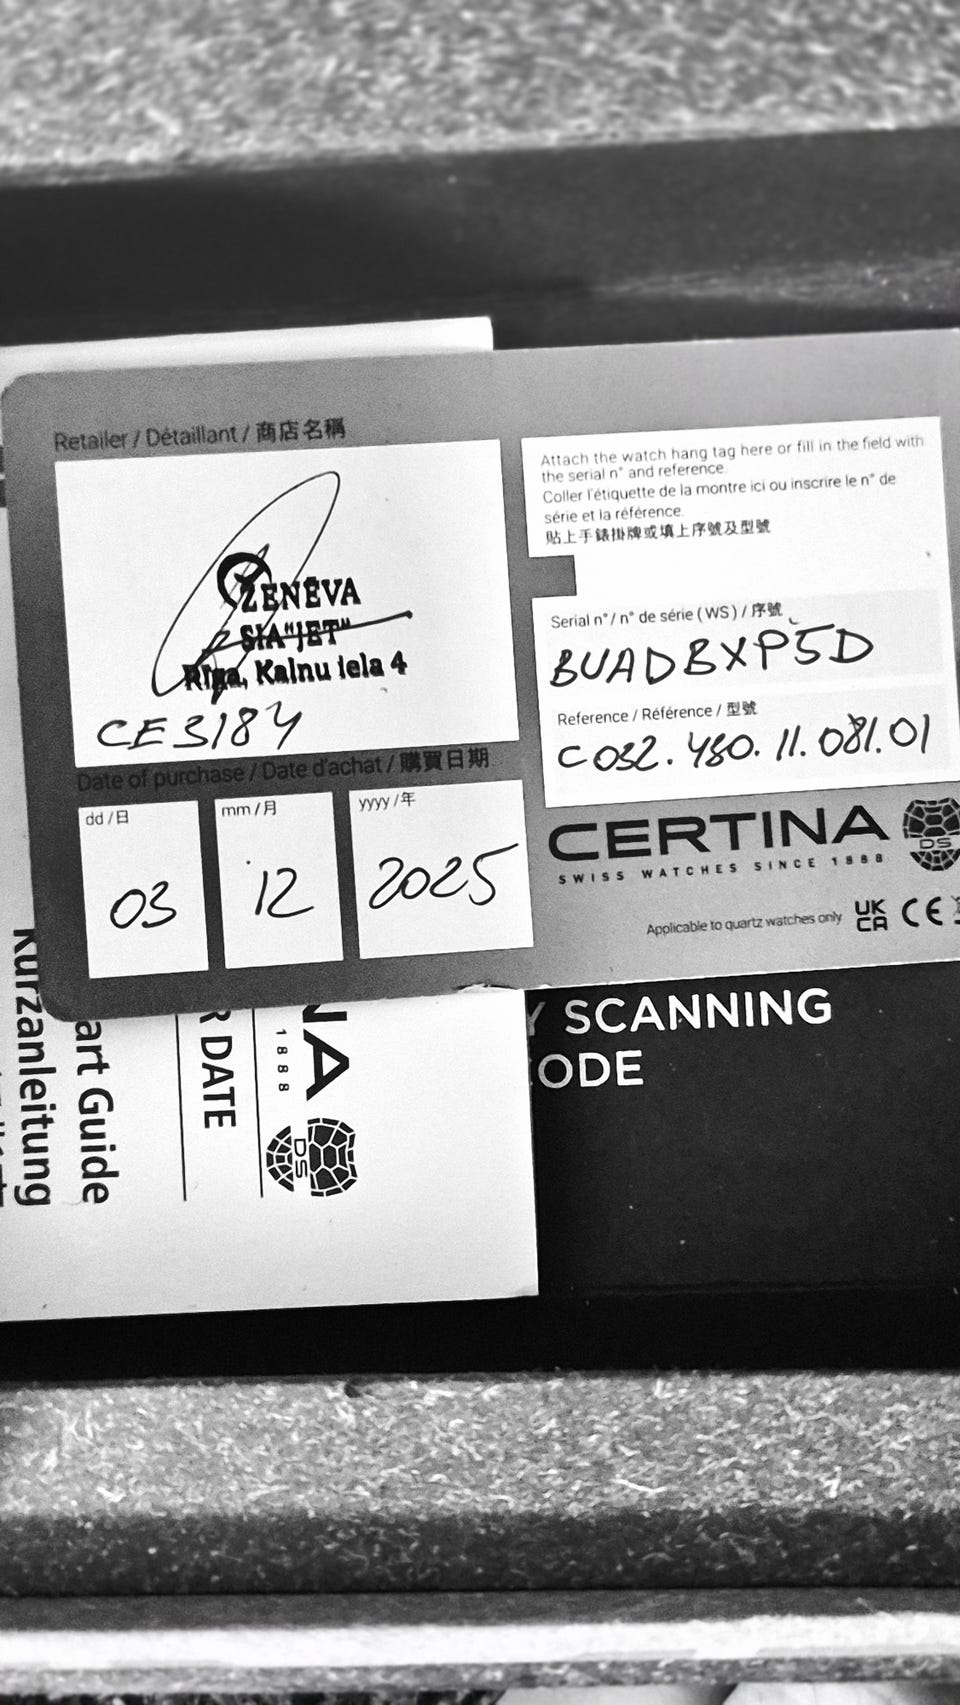 Retailer / Détaillant / 商店名稱
ŽENĒVA
SIA "JET"
Rīga, Kalnu iela 4
CE3184
Date of purchase / Date d'achat / 購買日期
dd / 日
mm / 月
yyyy / 年
03
12
2025
Attach the watch hang tag here or fill in the field with
the serial n° and reference.
Coller l'étiquette de la montre ici ou inscrire le n° de
série et la référence.
貼上手錶掛牌或填上序號及型號
Serial n° / n° de série (WS) / 序號
BUADBXP5D
Reference / Référence / 型號
C032.430.11.081.01
CERTINA
DS
SWISS WATCHES SINCE 1888
Applicable to quartz watches only
UK
CA
CE
Y SCANNING
ODE
NA
1888
DS
R DATE
art Guide
Kurzanleitung